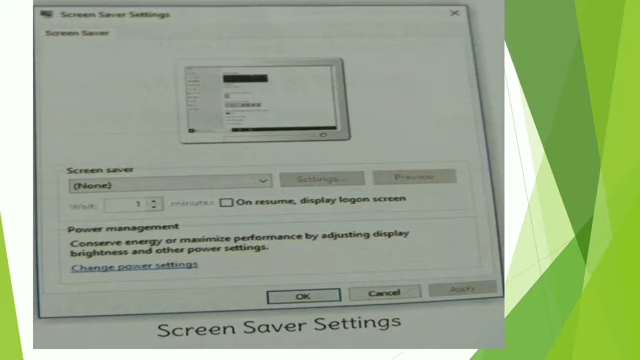 Screen Saver Settings
Screen Saver
Screen saver
(None)
Settings...
Preview
Wait: 1 minutes
On resume, display logon screen
Power management
Conserve energy or maximize performance by adjusting display
brightness and other power settings.
Change power settings
OK
Cancel
Apply
Screen Saver Settings